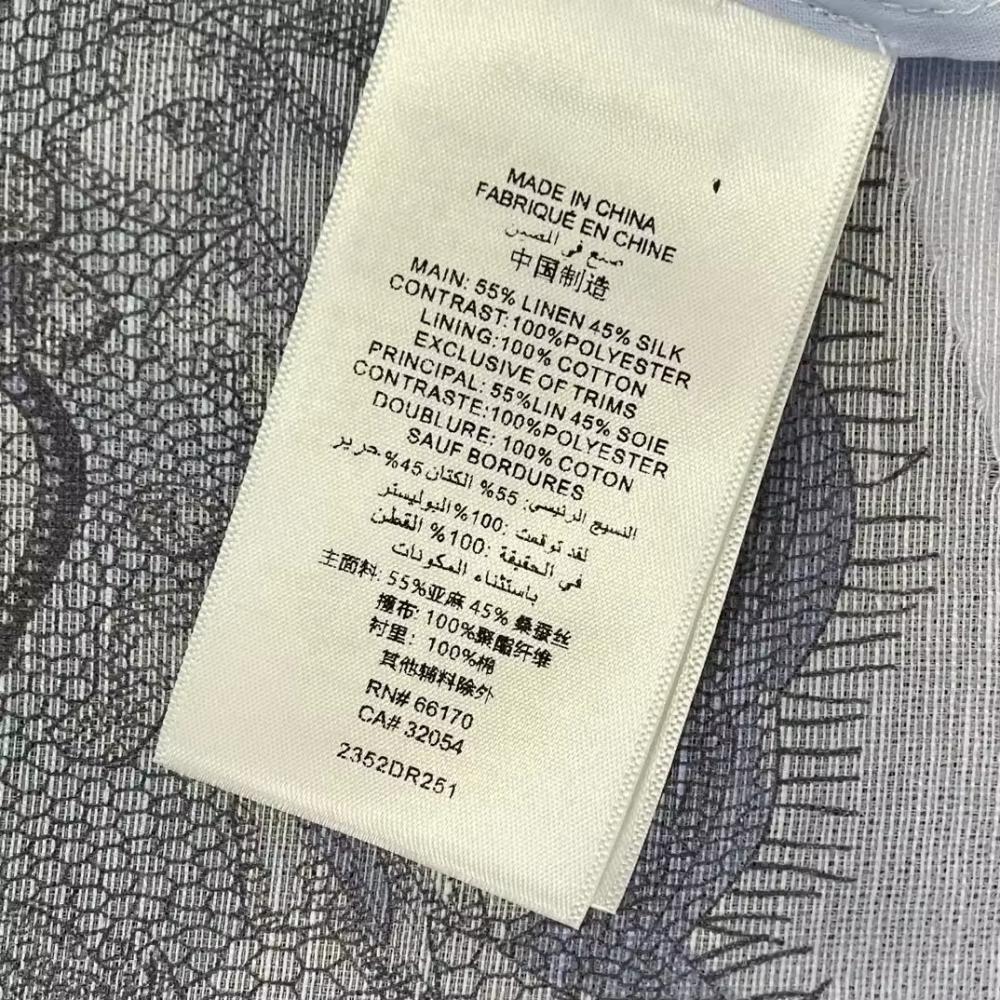 MADE IN CHINA
FABRIQUÉ EN CHINE
صنع في الصين
中国制造
MAIN: 55% LINEN 45% SILK
CONTRAST:100%POLYESTER
LINING:100% COTTON
EXCLUSIVE OF TRIMS
PRINCIPAL: 55%LIN 45% SOIE
CONTRASTE:100%POLYESTER
DOUBLURE: 100% COTON
SAUF BORDURES
النسيج الرئيسي: 55% الكتان 45% حرير
لقد توقعت :100% البوليستر
في الحقيقة :100% القطن
باستثناء المكونات
主面料: 55%亚麻 45% 桑蚕丝
撞布: 100%聚酯纤维
衬里: 100%棉
其他辅料除外
RN# 66170
CA# 32054
2352DR251